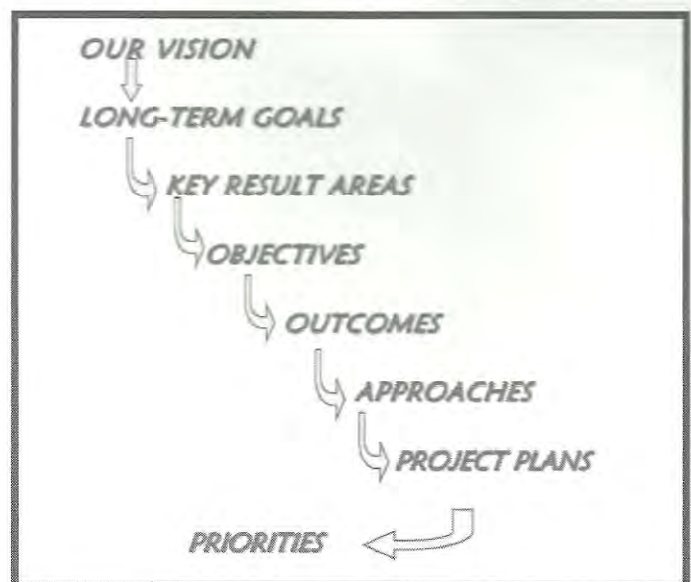 OUR VISION
LONG-TERM GOALS
KEY RESULT AREAS
OBJECTIVES
OUTCOMES
APPROACHES
PROJECT PLANS
PRIORITIES